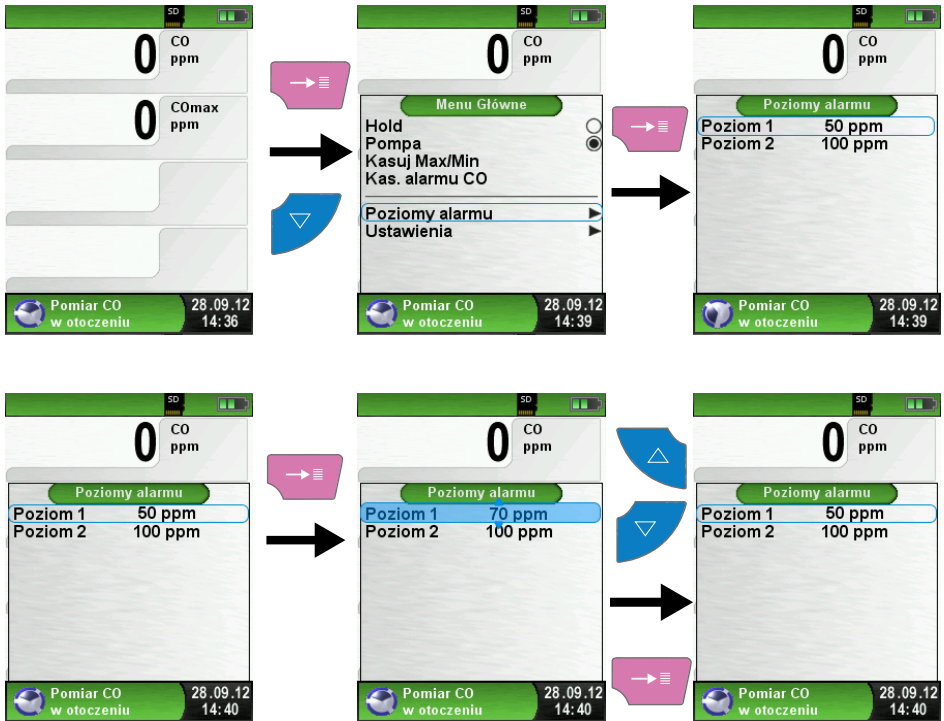 SD
0 CO
ppm
0 COmax
ppm
Pomiar CO
w otoczeniu
28.09.12
14:36
SD
0 CO
ppm
Menu Główne
Hold
Pompa
Kasuj Max/Min
Kas. alarmu CO
Poziomy alarmu
Ustawienia
Pomiar CO
w otoczeniu
28.09.12
14:39
SD
0 CO
ppm
Poziomy alarmu
Poziom 1 50 ppm
Poziom 2 100 ppm
Pomiar CO
w otoczeniu
28.09.12
14:39
SD
0 CO
ppm
Poziomy alarmu
Poziom 1 50 ppm
Poziom 2 100 ppm
Pomiar CO
w otoczeniu
28.09.12
14:40
SD
0 CO
ppm
Poziomy alarmu
Poziom 1 70 ppm
Poziom 2 100 ppm
Pomiar CO
w otoczeniu
28.09.12
14:40
SD
0 CO
ppm
Poziomy alarmu
Poziom 1 50 ppm
Poziom 2 100 ppm
Pomiar CO
w otoczeniu
28.09.12
14:40